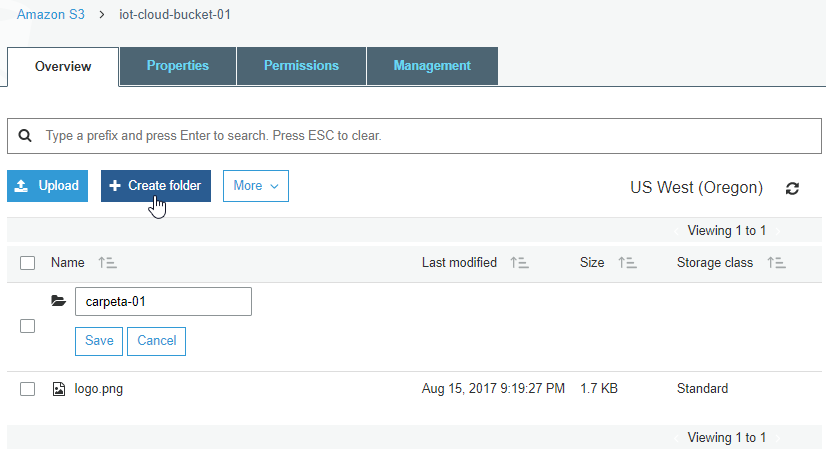 Amazon S3 > iot-cloud-bucket-01
Overview Properties Permissions Management
Type a prefix and press Enter to search. Press ESC to clear.
Upload Create folder More US West (Oregon)
Viewing 1 to 1
Name Last modified Size Storage class
carpeta-01
Save Cancel
logo.png Aug 15, 2017 9:19:27 PM 1.7 KB Standard
Viewing 1 to 1